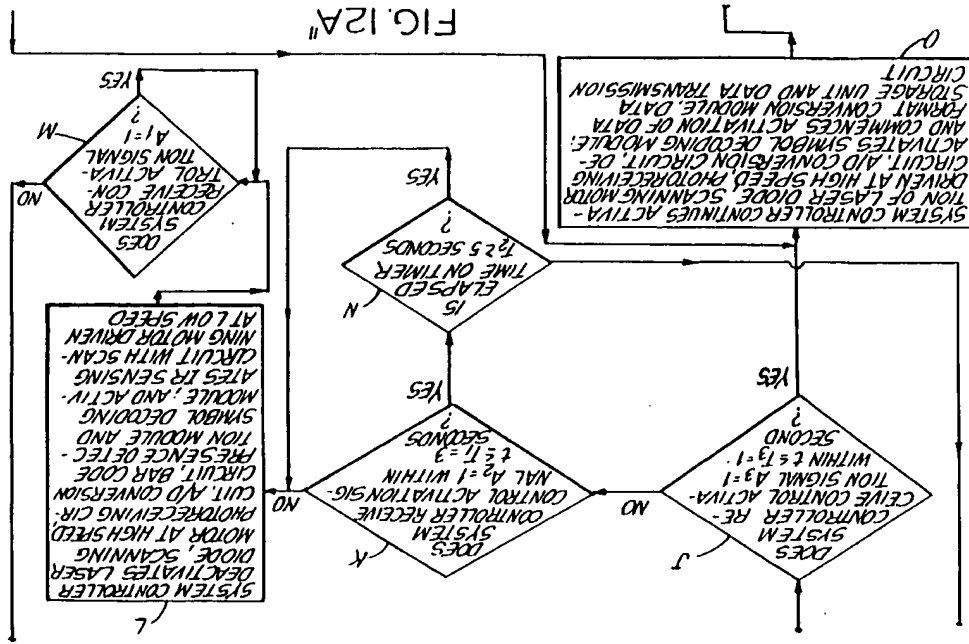 J
DOES
SYSTEM
CONTROLLER RE-
CEIVE CONTROL ACTIVA-
TION SIGNAL A3=1
WITHIN t ≤ T3=1
SECOND
?
YES
NO
K
DOES
SYSTEM
CONTROLLER RECEIVE
CONTROL ACTIVATION SIG-
NAL A2=1 WITHIN
t ≤ T1=3
SECONDS
?
YES
NO
L
SYSTEM CONTROLLER
DEACTIVATES LASER
DIODE, SCANNING
MOTOR AT HIGH SPEED,
PHOTORECEIVING CIR-
CUIT, A/D CONVERSION
CIRCUIT, BAR CODE
PRESENCE DETEC-
TION MODULE AND
SYMBOL DECODING
MODULE; AND ACTIV-
ATES IR SENSING
CIRCUIT WITH SCAN-
NING MOTOR DRIVEN
AT LOW SPEED
N
IS
ELAPSED
TIME ON TIMER
T2 ≥ 5 SECONDS
?
YES
SYSTEM CONTROLLER CONTINUES ACTIVA-
TION OF LASER DIODE, SCANNING MOTOR
DRIVEN AT HIGH SPEED, PHOTORECEIVING
CIRCUIT, A/D CONVERSION CIRCUIT, DE-
ACTIVATES SYMBOL DECODING MODULE;
AND COMMENCES ACTIVATION OF DATA
FORMAT CONVERSION MODULE, DATA
STORAGE UNIT AND DATA TRANSMISSION
CIRCUIT
O
DOES
SYSTEM
CONTROLLER
RECEIVE CON-
TROL ACTIVA-
TION SIGNAL
A1=1
?
M
NO
YES
FIG. 12A"